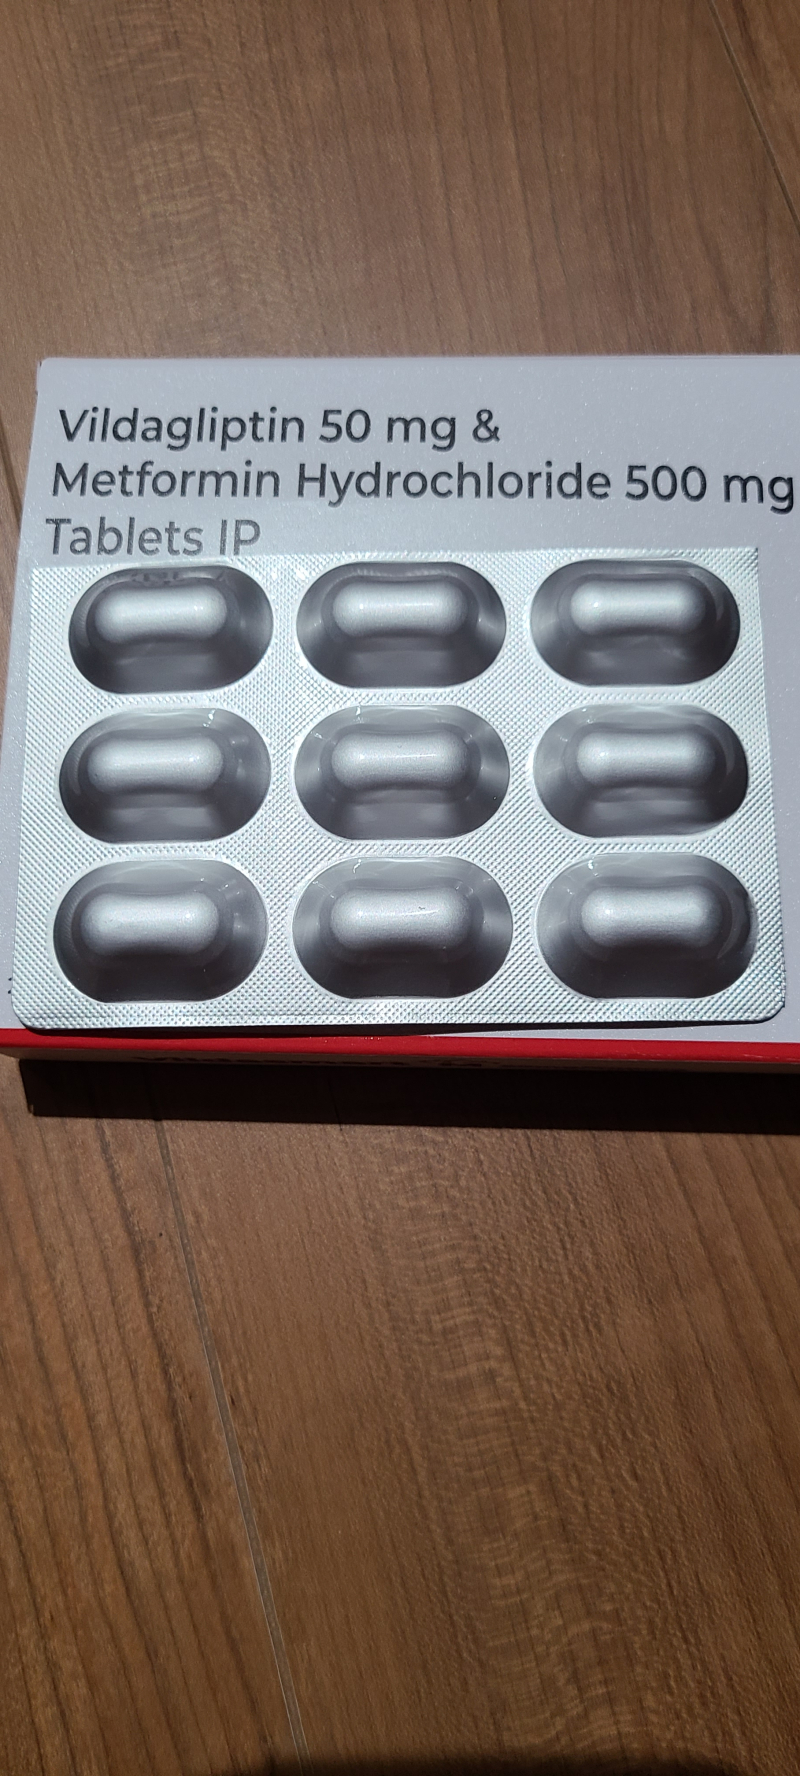 Vildagliptin 50 mg &
Metformin Hydrochloride 500 mg
Tablets IP